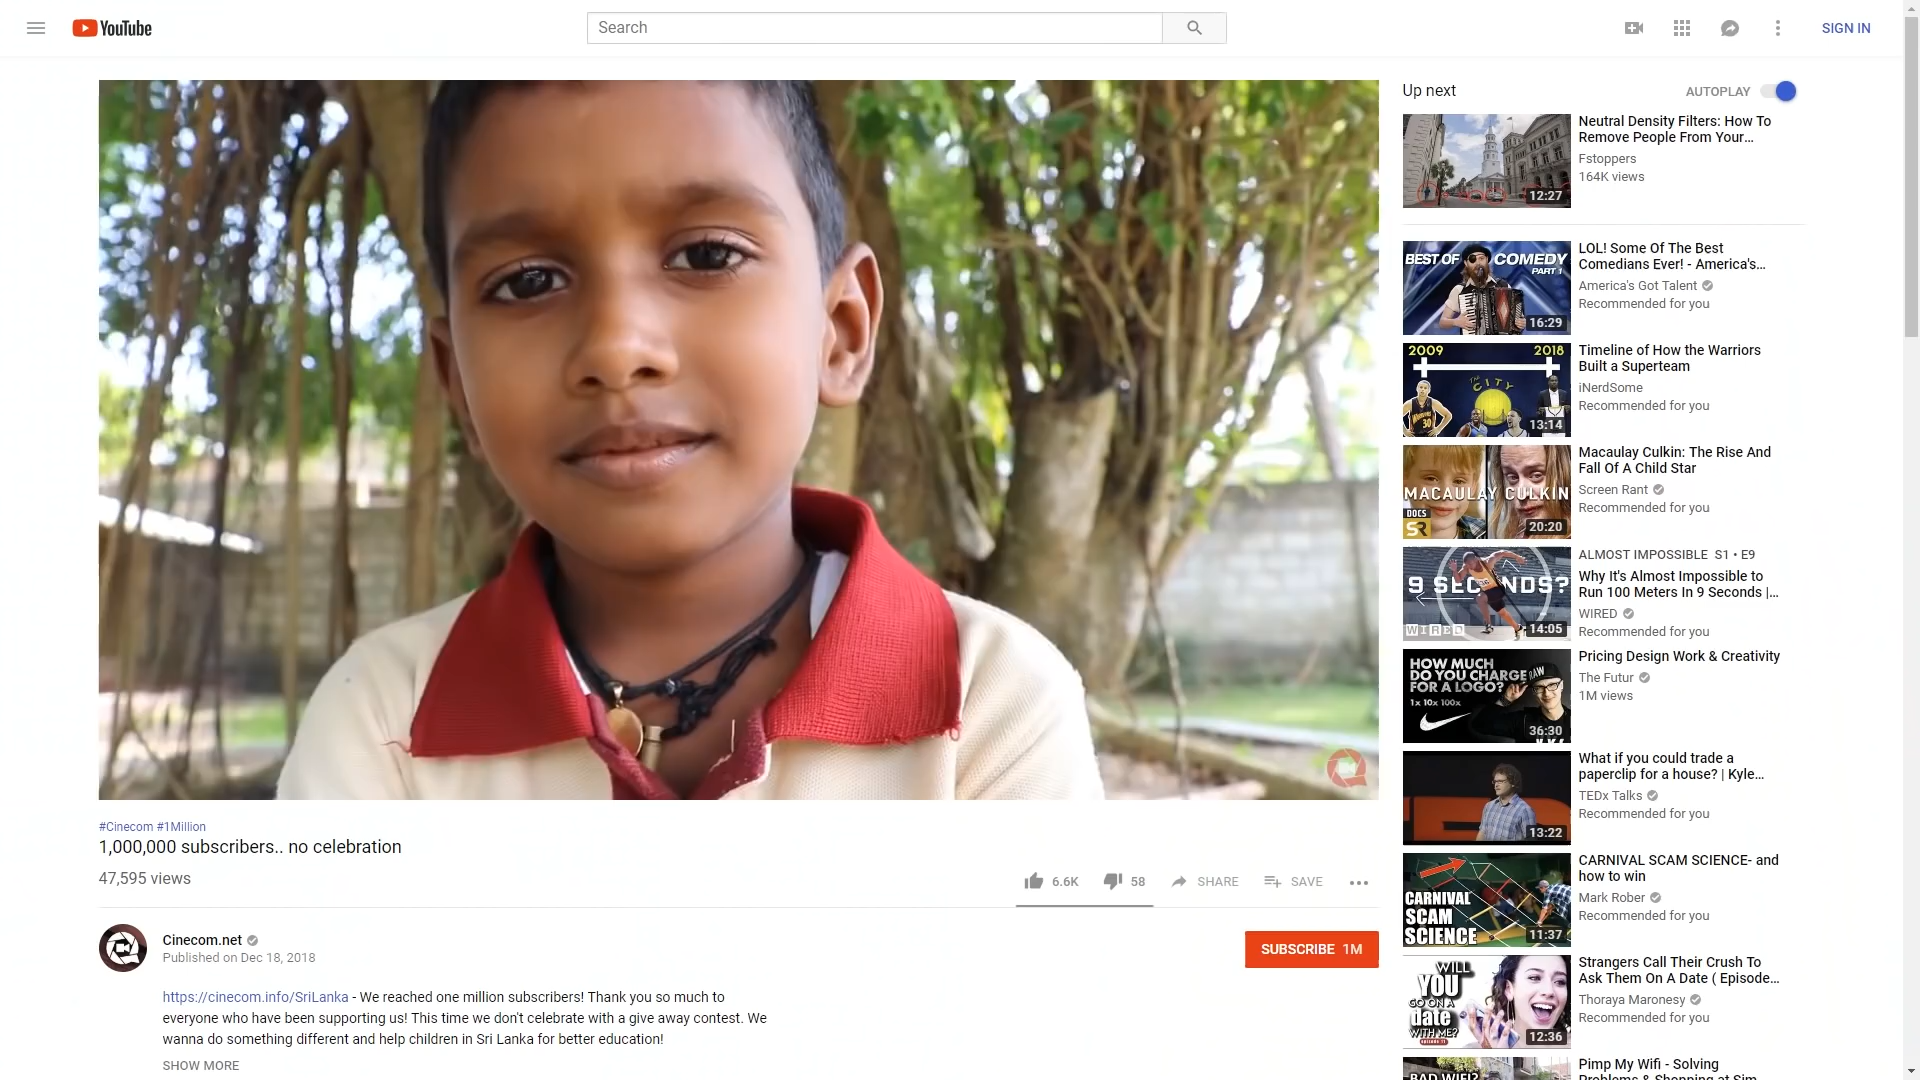 YouTube
Search
SIGN IN
#Cinecom #1Million
1,000,000 subscribers.. no celebration
47,595 views
6.6K
58
SHARE
SAVE
Cinecom.net
Published on Dec 18, 2018
SUBSCRIBE 1M
https://cinecom.info/SriLanka - We reached one million subscribers! Thank you so much to
everyone who have been supporting us! This time we don't celebrate with a give away contest. We
wanna do something different and help children in Sri Lanka for better education!
SHOW MORE
Up next
AUTOPLAY
12:27
Neutral Density Filters: How To
Remove People From Your...
Fstoppers
164K views
BEST OF COMEDY
PART 1
16:29
LOL! Some Of The Best
Comedians Ever! - America's...
America's Got Talent
Recommended for you
2009 2018
The CITY
30
13:14
Timeline of How the Warriors
Built a Superteam
iNerdSome
Recommended for you
MACAULAY CULKIN
DOCS
SR
20:20
Macaulay Culkin: The Rise And
Fall Of A Child Star
Screen Rant
Recommended for you
9 SECONDS?
WIRED
14:05
ALMOST IMPOSSIBLE S1 • E9
Why It's Almost Impossible to
Run 100 Meters In 9 Seconds |...
WIRED
Recommended for you
HOW MUCH
DO YOU CHARGE
FOR A LOGO?
1x 10x 100x
RAW
36:30
Pricing Design Work & Creativity
The Futur
1M views
13:22
What if you could trade a
paperclip for a house? | Kyle...
TEDx Talks
Recommended for you
CARNIVAL
SCAM
SCIENCE
11:37
CARNIVAL SCAM SCIENCE- and
how to win
Mark Rober
Recommended for you
WILL
YOU
GO ON A
date
WITH ME?
12:36
Strangers Call Their Crush To
Ask Them On A Date ( Episode...
Thoraya Maronesy
Recommended for you
BAD WIFI?
Pimp My Wifi - Solving
Problems & Shopping at Sim